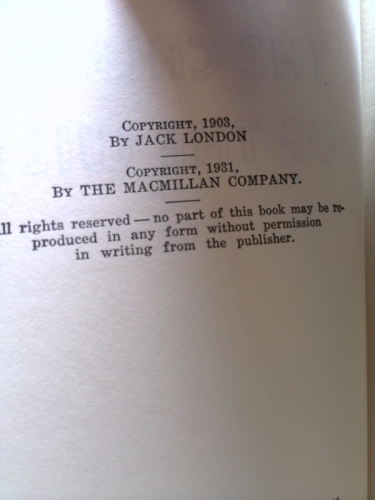 COPYRIGHT, 1903,
BY JACK LONDON
COPYRIGHT, 1931,
BY THE MACMILLAN COMPANY.
ll rights reserved — no part of this book may be re-
produced in any form without permission
in writing from the publisher.